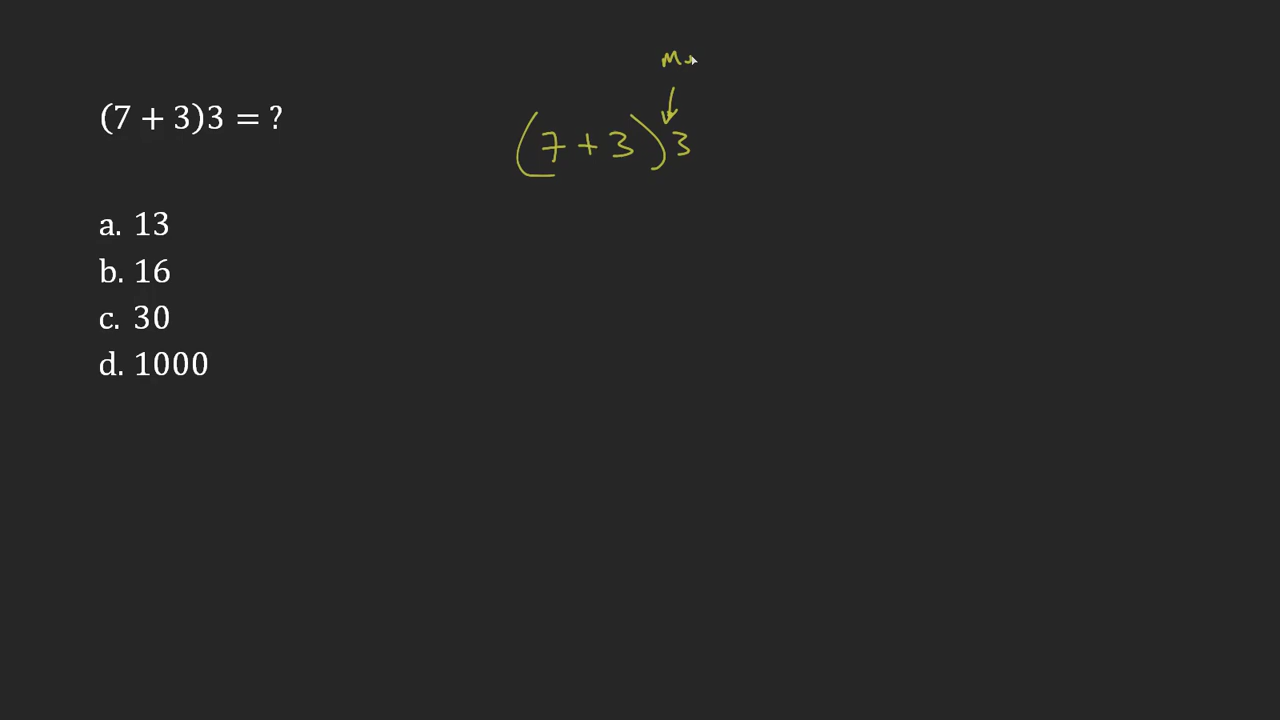 (7 + 3)3 = ?
a. 13
b. 16
c. 30
d. 1000
(7 + 3)3